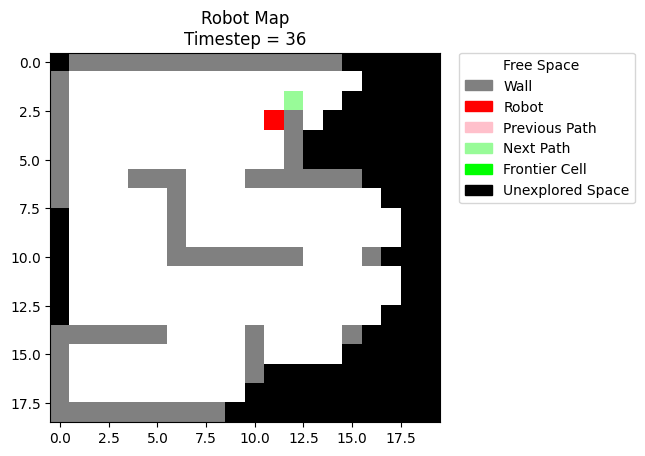 Robot Map
Timestep = 36
Free Space
Wall
Robot
Previous Path
Next Path
Frontier Cell
Unexplored Space
0.0
2.5
5.0
7.5
10.0
12.5
15.0
17.5
0.0 2.5 5.0 7.5 10.0 12.5 15.0 17.5